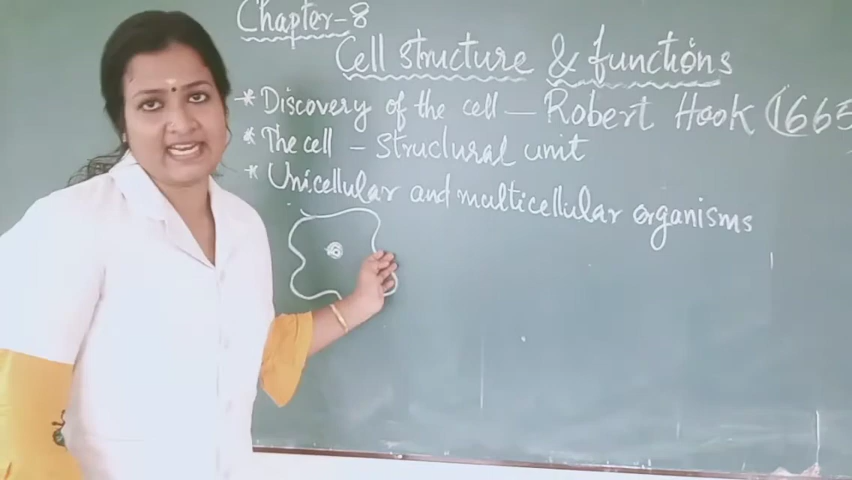 Chapter-8
Cell structure & functions
* Discovery of the cell — Robert Hook (1665
* The cell - Structural unit
* Unicellular and multicellular organisms